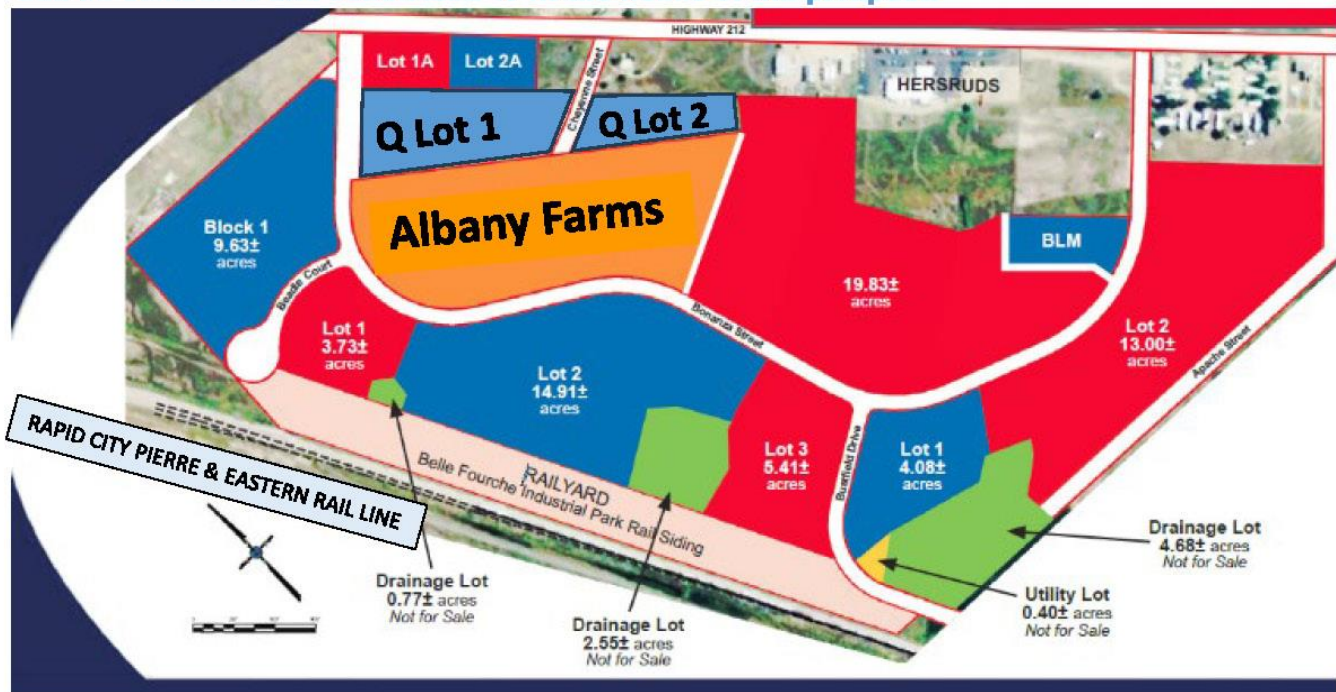 HIGHWAY 212
Lot 1A
Lot 2A
Cheyenne Street
HERSRUDS
Q Lot 1
Q Lot 2
Albany Farms
Block 1
9.63±
acres
BLM
Beadle Court
19.83±
acres
Bonanza Street
Lot 1
3.73±
acres
Lot 2
13.00±
acres
Apache Street
Lot 2
14.91±
acres
RAPID CITY PIERRE & EASTERN RAIL LINE
Lot 3
5.41±
acres
Lot 1
4.08±
acres
RAILYARD
Belle Fourche Industrial Park Rail Siding
Drainage Lot
4.68± acres
Not for Sale
Drainage Lot
0.77± acres
Not for Sale
Utility Lot
0.40± acres
Not for Sale
Drainage Lot
2.55± acres
Not for Sale